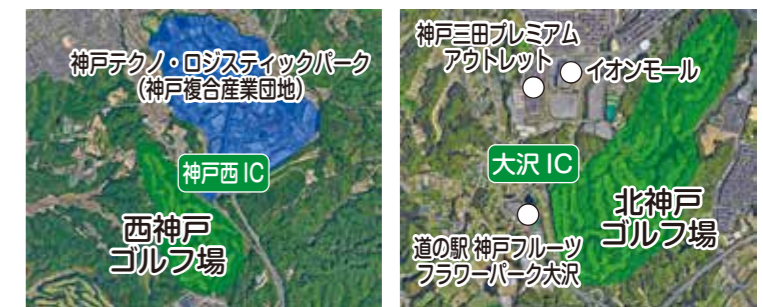 神戸テクノ・ロジスティックパーク
(神戸複合産業団地)
神戸西IC
西神戸
ゴルフ場
神戸三田プレミアム
アウトレット
イオンモール
大沢IC
北神戸
ゴルフ場
道の駅 神戸フルーツ
フラワーパーク大沢